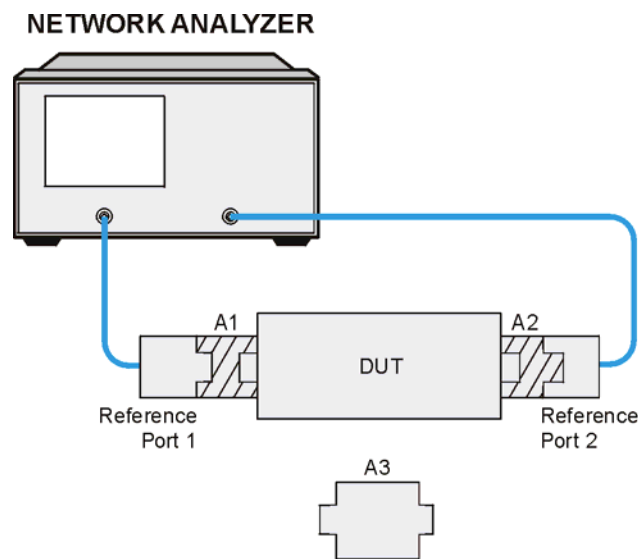 NETWORK ANALYZER
A1
A2
DUT
Reference
Port 1
Reference
Port 2
A3